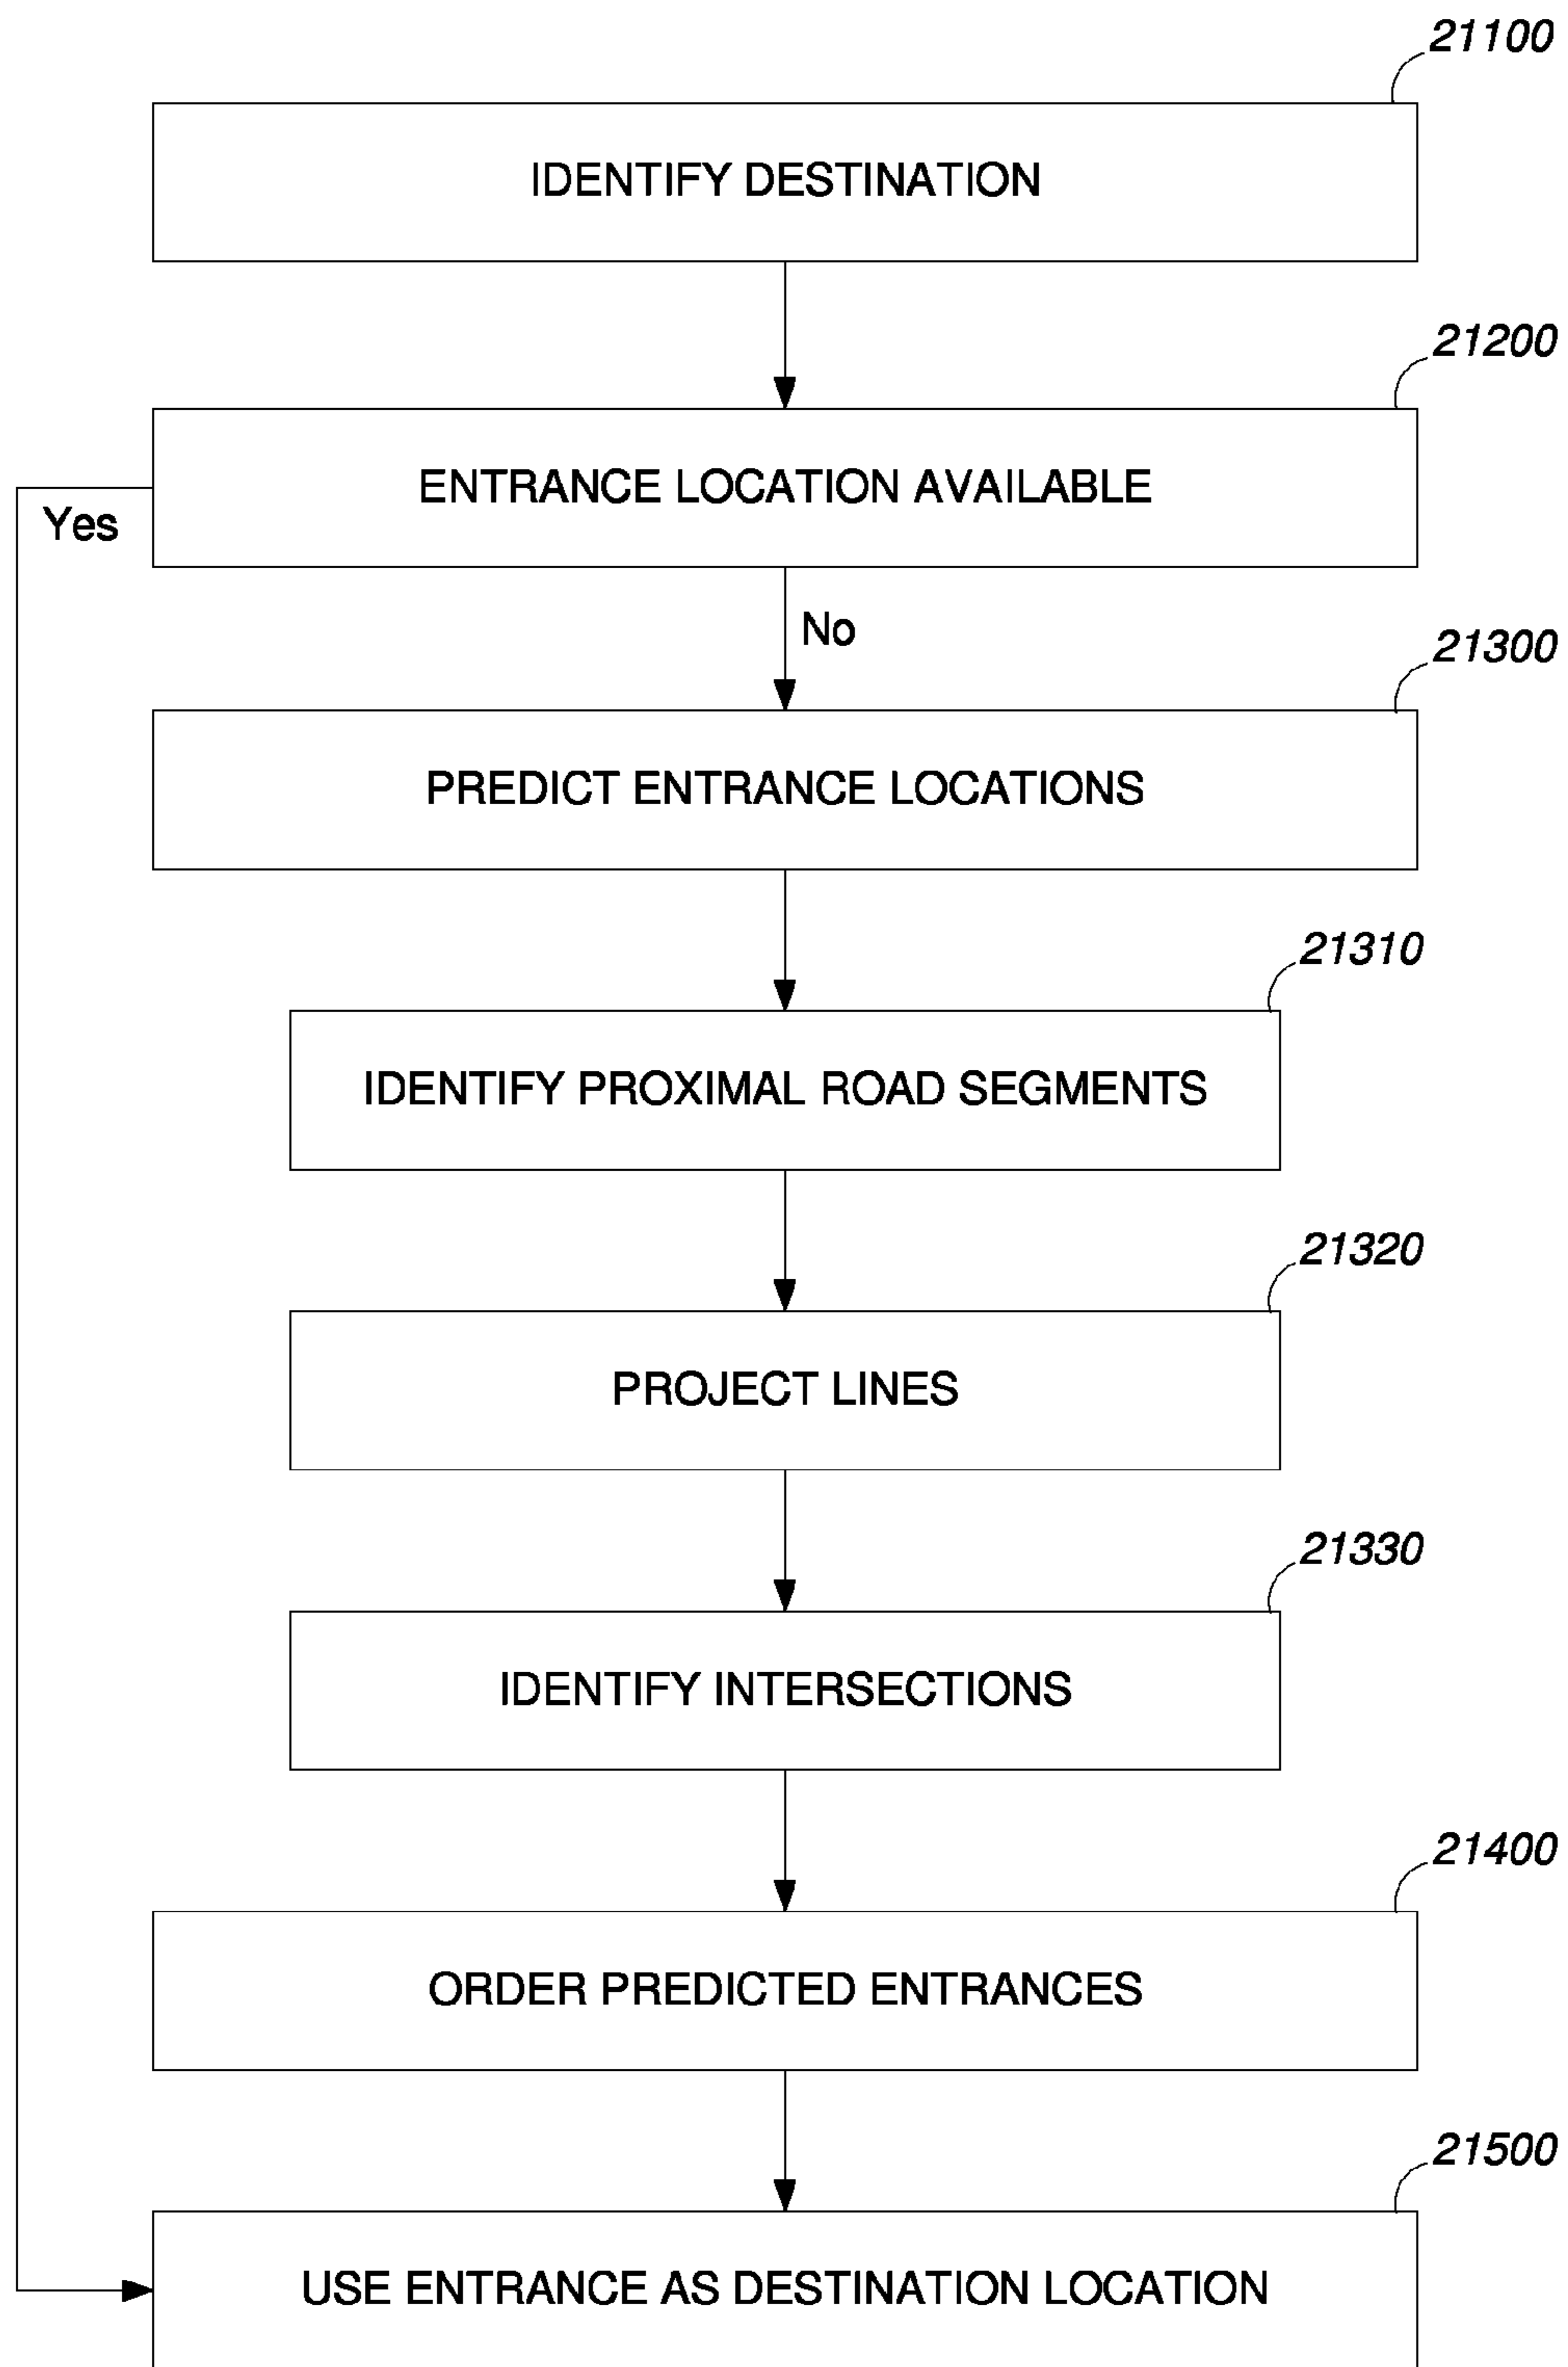 21100
IDENTIFY DESTINATION
21200
ENTRANCE LOCATION AVAILABLE
Yes
No
21300
PREDICT ENTRANCE LOCATIONS
21310
IDENTIFY PROXIMAL ROAD SEGMENTS
21320
PROJECT LINES
21330
IDENTIFY INTERSECTIONS
21400
ORDER PREDICTED ENTRANCES
21500
USE ENTRANCE AS DESTINATION LOCATION